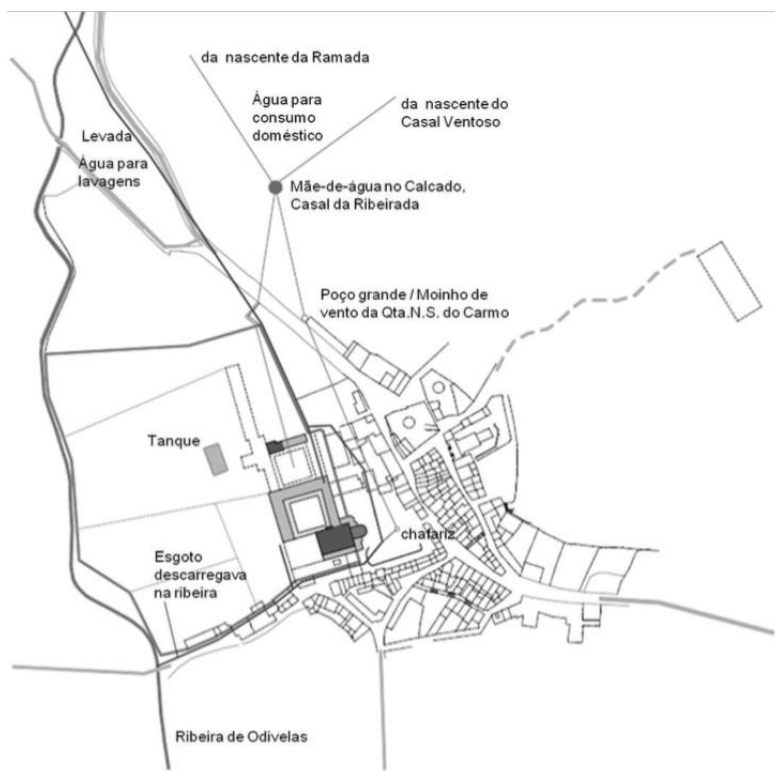 da nascente da Ramada
Água para
consumo
doméstico
da nascente do
Casal Ventoso
Levada
Água para
lavagens
Mãe-de-água no Calcado,
Casal da Ribeirada
Poço grande / Moinho de
vento da Qta.N.S. do Carmo
Tanque
chafariz
Esgoto
descarregava
na ribeira
Ribeira de Odivelas